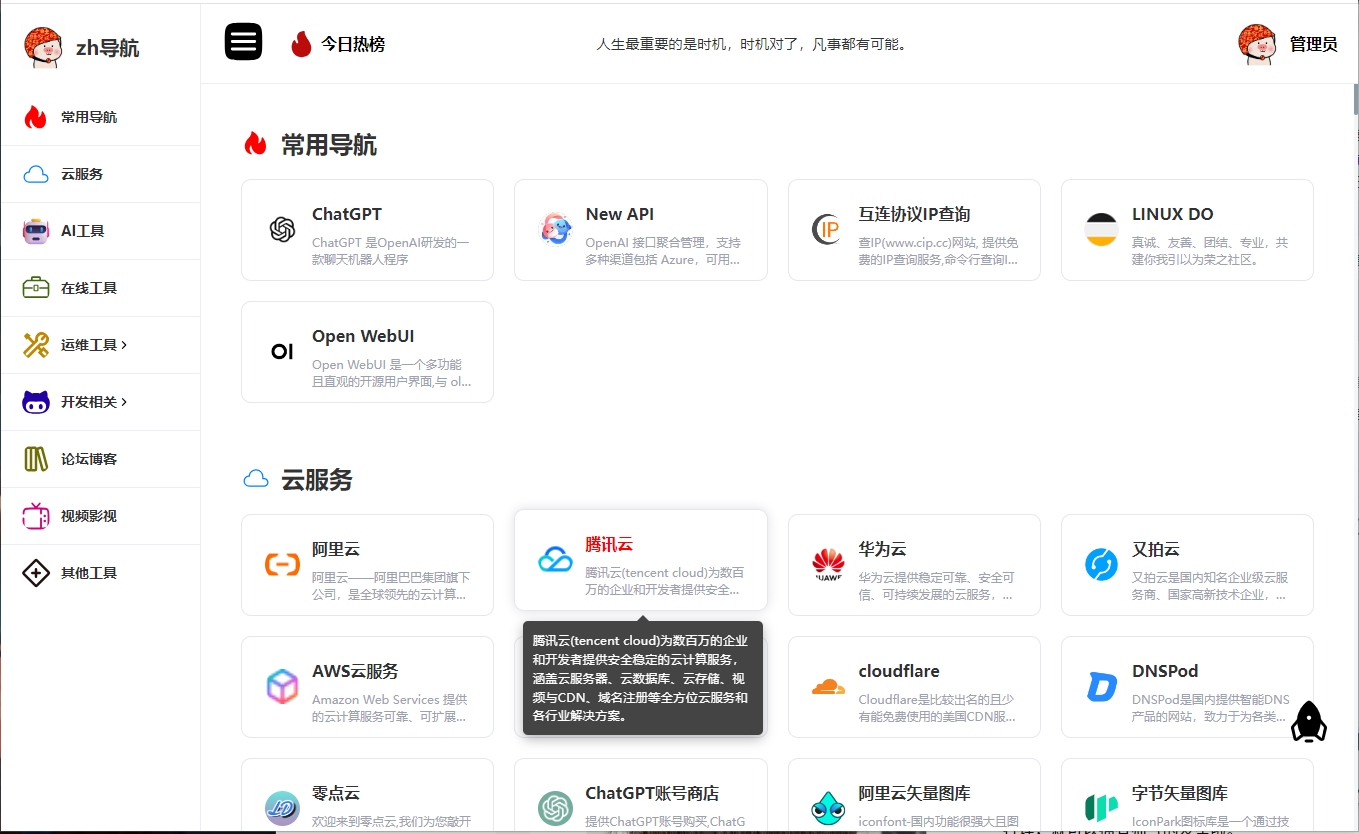 zh导航
今日热榜
人生最重要的是时机，时机对了，凡事都有可能。
管理员
常用导航
云服务
AI工具
在线工具
运维工具
开发相关
论坛博客
视频影视
其他工具
常用导航
ChatGPT
ChatGPT 是OpenAI研发的一
款聊天机器人程序
New API
OpenAI 接口聚合管理，支持
多种渠道包括 Azure，可用...
IP
互连协议IP查询
查IP(www.cip.cc)网站, 提供免
费的IP查询服务,命令行查询I...
LINUX DO
真诚、友善、团结、专业，共
建你我引以为荣之社区。
OI
Open WebUI
Open WebUI 是一个多功能
且直观的开源用户界面,与 ol...
云服务
阿里云
阿里云——阿里巴巴集团旗下
公司，是全球领先的云计算...
腾讯云
腾讯云(tencent cloud)为数百
万的企业和开发者提供安全...
华为云
华为云提供稳定可靠、安全可
信、可持续发展的云服务，...
又拍云
又拍云是国内知名企业级云服
务商、国家高新技术企业，...
腾讯云(tencent cloud)为数百万的企业
和开发者提供安全稳定的云计算服务，
涵盖云服务器、云数据库、云存储、视
频与CDN、域名注册等全方位云服务和
各行业解决方案。
AWS云服务
Amazon Web Services 提供
的云计算服务可靠、可扩展...
cloudflare
Cloudflare是比较出名的且少
有能免费使用的美国CDN服...
DNSPod
DNSPod是国内提供智能DNS
产品的网站，致力于为各类...
零点云
欢迎来到零点云,我们为您敲开
ChatGPT账号商店
提供ChatGPT账号购买,ChatG
阿里云矢量图库
iconfont-国内功能很强大且图
字节矢量图库
IconPark图标库是一个通过技